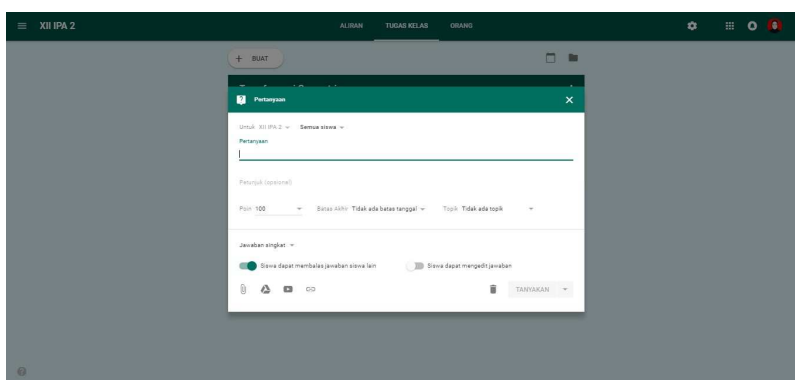 XII IPA 2
ALIRAN TUGAS KELAS ORANG
+ BUAT
Pertanyaan
Untuk XII IPA 2 Semua siswa
Pertanyaan
Petunjuk (opsional)
Poin 100 Batas Akhir Tidak ada batas tanggal Topik Tidak ada topik
Jawaban singkat
Siswa dapat membalas jawaban siswa lain Siswa dapat mengedit jawaban
TANYAKAN